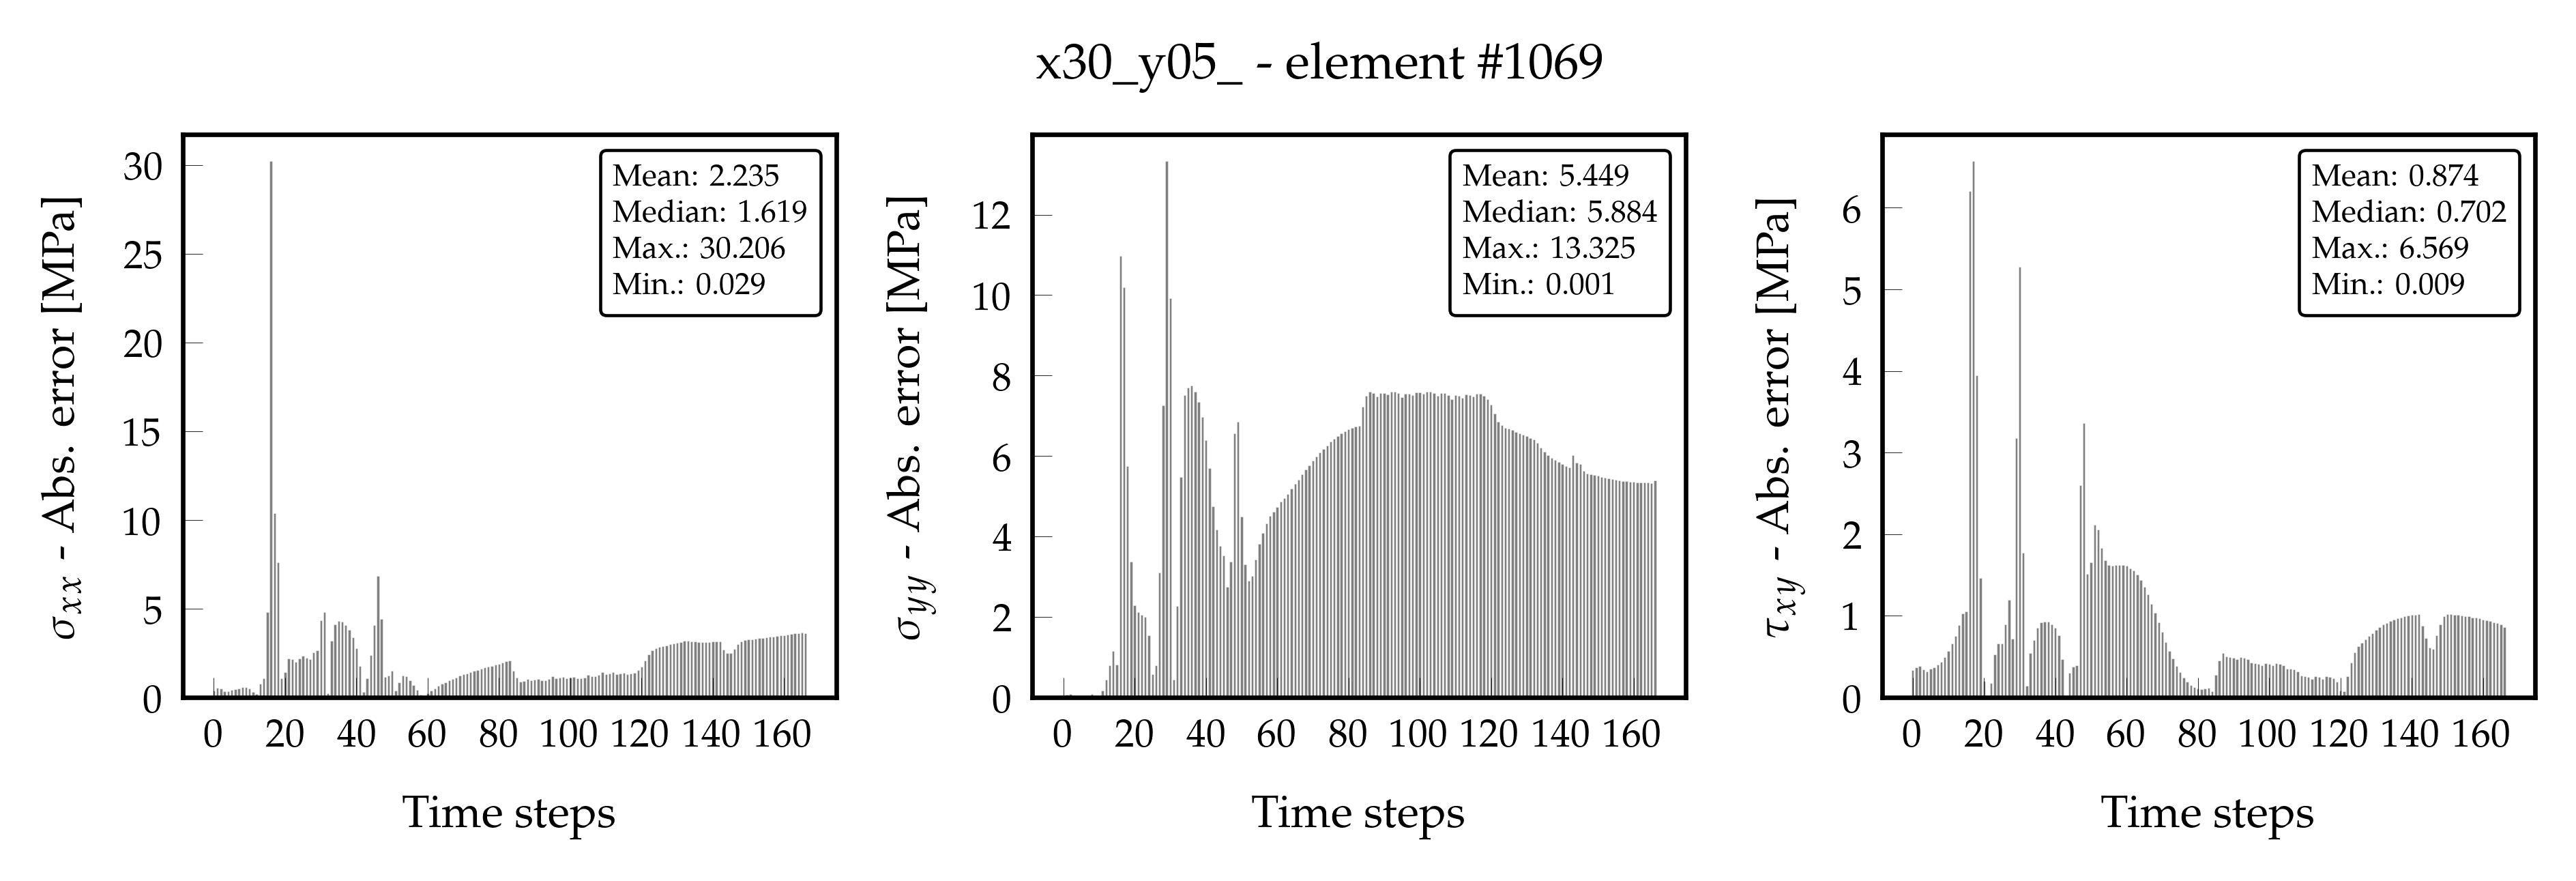 x30_y05_ - element #1069
σxx - Abs. error [MPa]
30
25
20
15
10
5
0
Mean: 2.235
Median: 1.619
Max.: 30.206
Min.: 0.029
0 20 40 60 80 100 120 140 160
Time steps
σyy - Abs. error [MPa]
12
10
8
6
4
2
0
Mean: 5.449
Median: 5.884
Max.: 13.325
Min.: 0.001
0 20 40 60 80 100 120 140 160
Time steps
τxy - Abs. error [MPa]
6
5
4
3
2
1
0
Mean: 0.874
Median: 0.702
Max.: 6.569
Min.: 0.009
0 20 40 60 80 100 120 140 160
Time steps